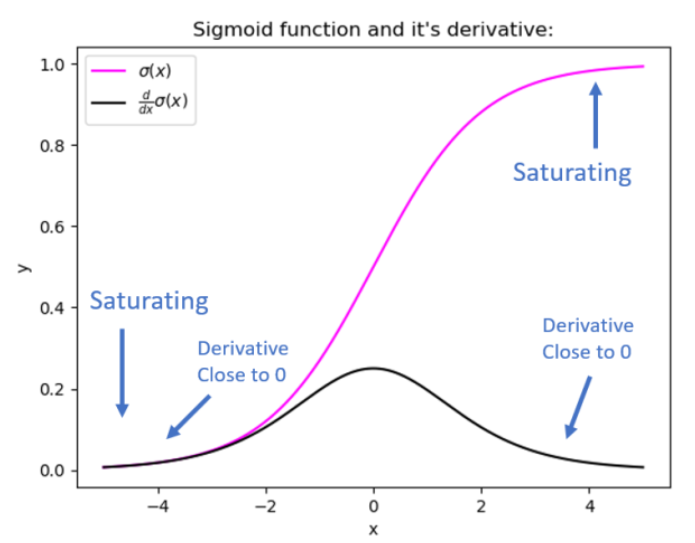 Sigmoid function and it's derivative:
σ(x)
d/dx σ(x)
1.0
0.8
0.6
0.4
0.2
0.0
y
Saturating
Saturating
Derivative
Close to 0
Derivative
Close to 0
−4
−2
0
2
4
x